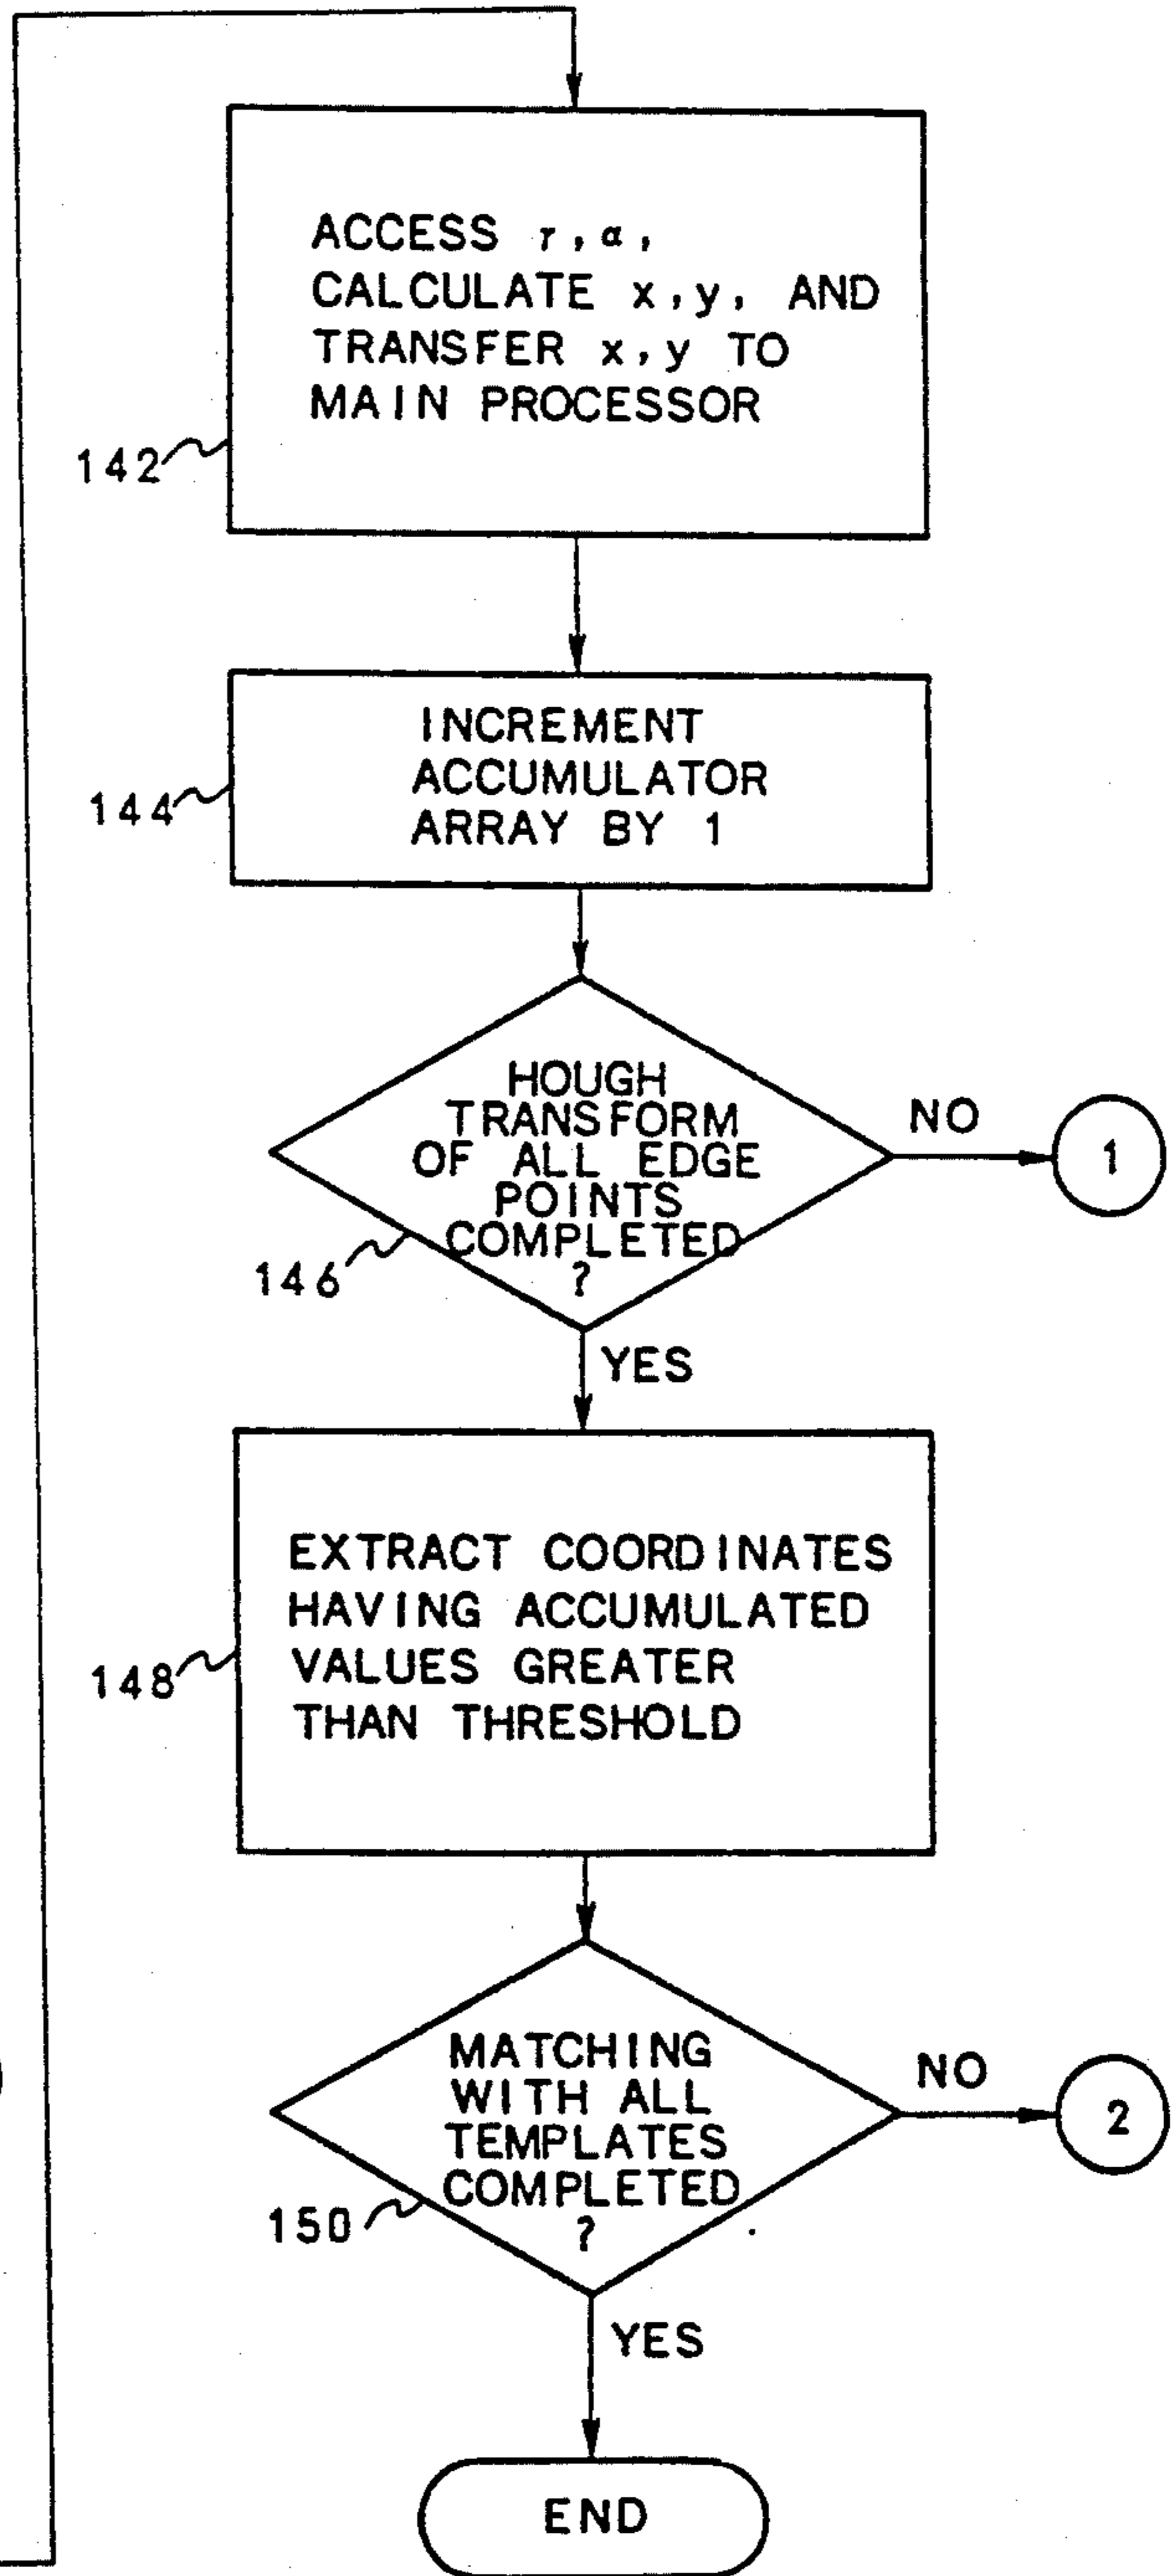 ACCESS r, α,
CALCULATE x, y, AND
TRANSFER x, y TO
MAIN PROCESSOR
142
INCREMENT
ACCUMULATOR
ARRAY BY 1
144
HOUGH
TRANSFORM
OF ALL EDGE
POINTS
COMPLETED
?
146
NO
1
YES
EXTRACT COORDINATES
HAVING ACCUMULATED
VALUES GREATER
THAN THRESHOLD
148
MATCHING
WITH ALL
TEMPLATES
COMPLETED
?
150
NO
2
YES
END